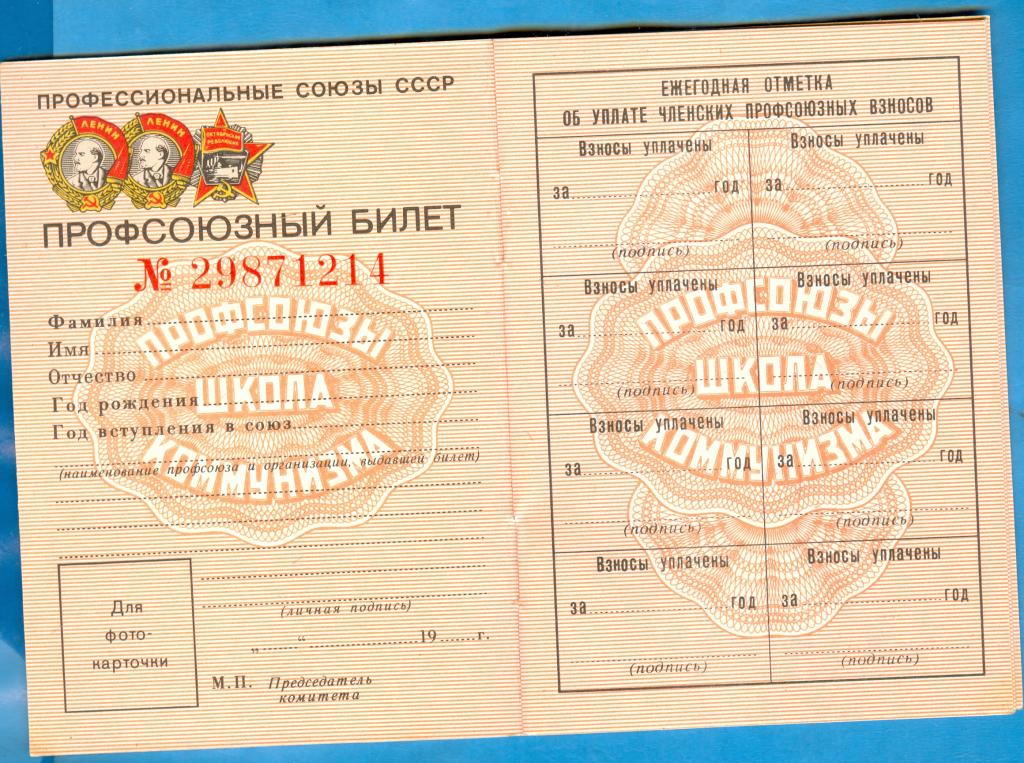 ПРОФЕССИОНАЛЬНЫЕ СОЮЗЫ СССР
ЛЕНИН
ЛЕНИН
ОКТЯБРЬСКАЯ
РЕВОЛЮЦИЯ
ПРОФСОЮЗНЫЙ БИЛЕТ
№ 29871214
ПРОФСОЮЗЫ
ШКОЛА
КОММУНИЗМА
Фамилия
Имя
Отчество
Год рождения
Год вступления в союз
(наименование профсоюза и организации, выдавшей билет)
Для
фото-
карточки
(личная подпись)
„ “ 19 г.
М.П. Председатель
комитета
ЕЖЕГОДНАЯ ОТМЕТКА
ОБ УПЛАТЕ ЧЛЕНСКИХ ПРОФСОЮЗНЫХ ВЗНОСОВ
Взносы уплачены Взносы уплачены
за год за год
(подпись) (подпись)
Взносы уплачены Взносы уплачены
за год за год
(подпись) (подпись)
Взносы уплачены Взносы уплачены
за год за год
(подпись) (подпись)
Взносы уплачены Взносы уплачены
за год за год
(подпись) (подпись)
ПРОФСОЮЗЫ
ШКОЛА
КОММУНИЗМА